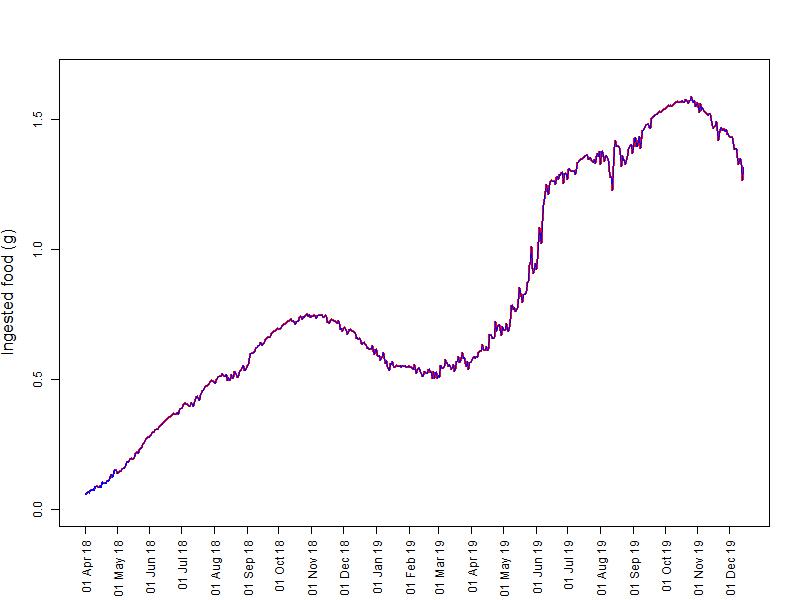 Ingested food (g)
1.5
1.0
0.5
0.0
01 Apr 18
01 May 18
01 Jun 18
01 Jul 18
01 Aug 18
01 Sep 18
01 Oct 18
01 Nov 18
01 Dec 18
01 Jan 19
01 Feb 19
01 Mar 19
01 Apr 19
01 May 19
01 Jun 19
01 Jul 19
01 Aug 19
01 Sep 19
01 Oct 19
01 Nov 19
01 Dec 19